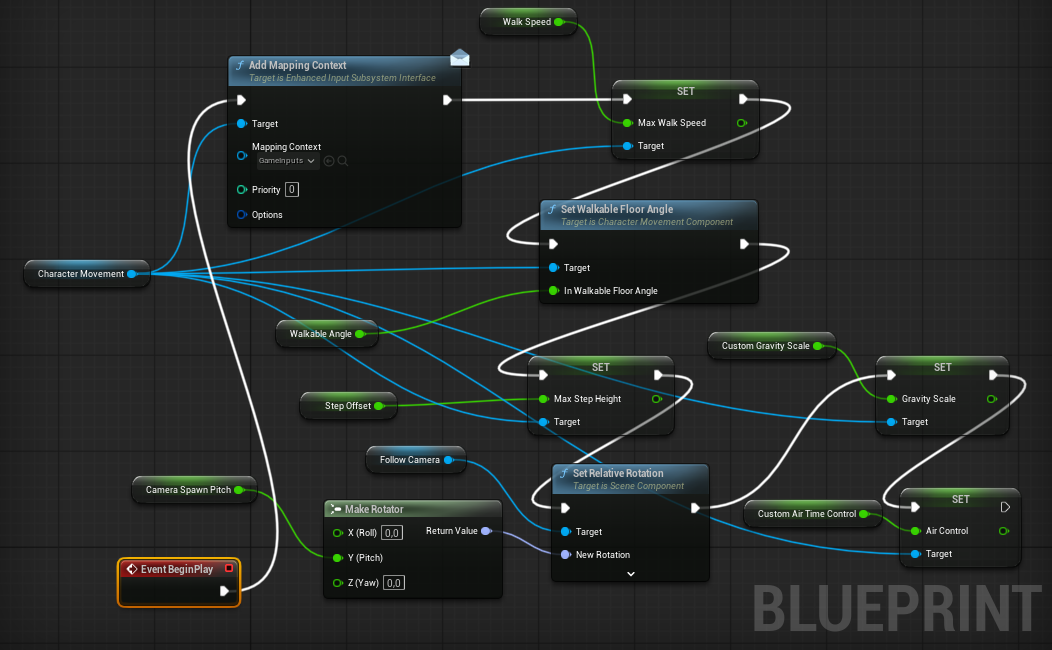 Walk Speed
Add Mapping Context
Target is Enhanced Input Subsystem Interface
Target
Mapping Context
GameInputs
Priority 0
Options
SET
Max Walk Speed
Target
Set Walkable Floor Angle
Target is Character Movement Component
Target
In Walkable Floor Angle
Character Movement
Walkable Angle
Custom Gravity Scale
SET
Max Step Height
Target
SET
Gravity Scale
Target
Step Offset
Follow Camera
Set Relative Rotation
Target is Scene Component
Target
New Rotation
Camera Spawn Pitch
Make Rotator
X (Roll) 0,0
Return Value
Y (Pitch)
Z (Yaw) 0,0
Custom Air Time Control
SET
Air Control
Target
Event BeginPlay
BLUEPRINT